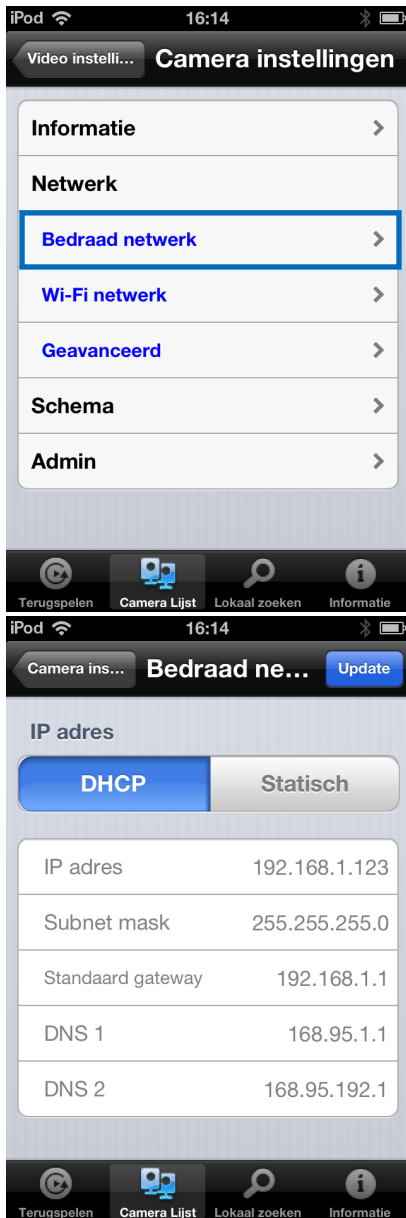 iPod 16:14
Video instelli... Camera instellingen
Informatie
Netwerk
Bedraad netwerk
Wi-Fi netwerk
Geavanceerd
Schema
Admin
Terugspelen Camera Lijst Lokaal zoeken Informatie
iPod 16:14
Camera ins... Bedraad ne... Update
IP adres
DHCP Statisch
IP adres 192.168.1.123
Subnet mask 255.255.255.0
Standaard gateway 192.168.1.1
DNS 1 168.95.1.1
DNS 2 168.95.192.1
Terugspelen Camera Lijst Lokaal zoeken Informatie